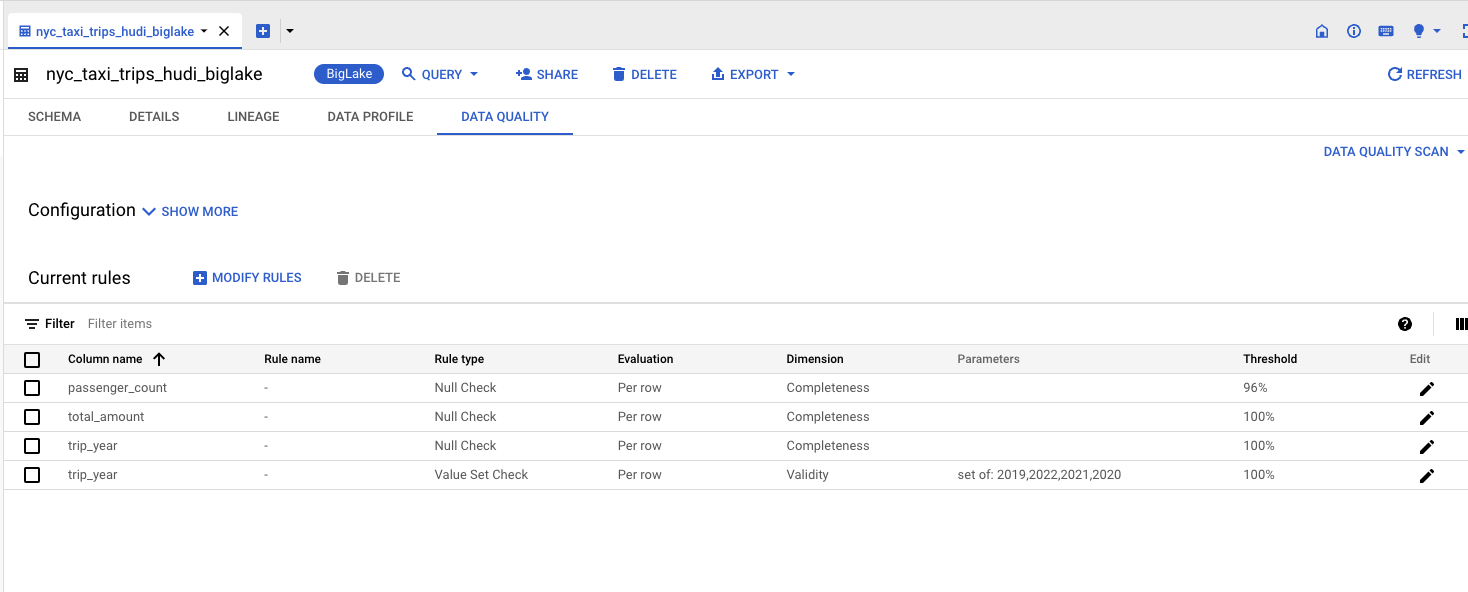 nyc_taxi_trips_hudi_biglake
nyc_taxi_trips_hudi_biglake BigLake QUERY SHARE DELETE EXPORT REFRESH
SCHEMA DETAILS LINEAGE DATA PROFILE DATA QUALITY
DATA QUALITY SCAN
Configuration SHOW MORE
Current rules MODIFY RULES DELETE
Filter Filter items
Column name Rule name Rule type Evaluation Dimension Parameters Threshold Edit
passenger_count - Null Check Per row Completeness 96%
total_amount - Null Check Per row Completeness 100%
trip_year - Null Check Per row Completeness 100%
trip_year - Value Set Check Per row Validity set of: 2019,2022,2021,2020 100%